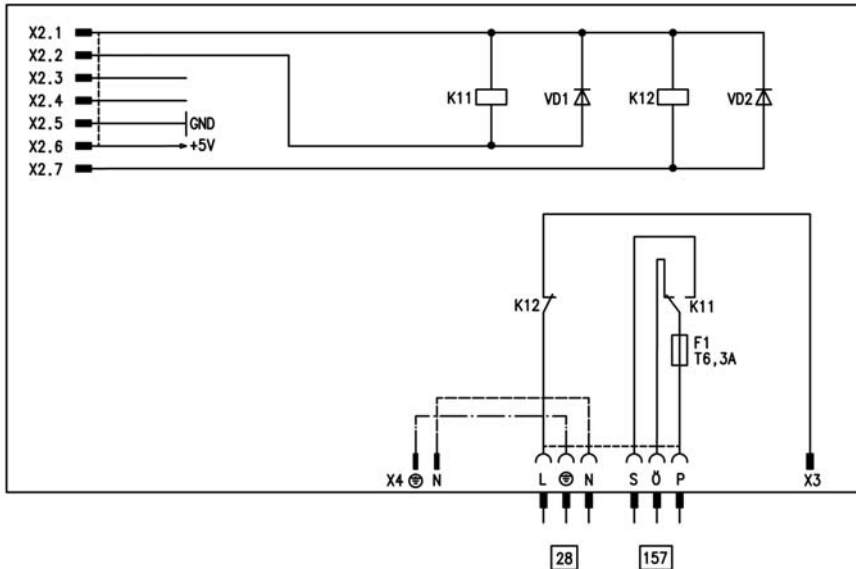 X2.1
X2.2
X2.3
X2.4
X2.5 GND
X2.6 +5V
X2.7
K11 VD1 K12 VD2
K12 K11
F1
T6,3A
X4 N L N S Ö P X3
28 157